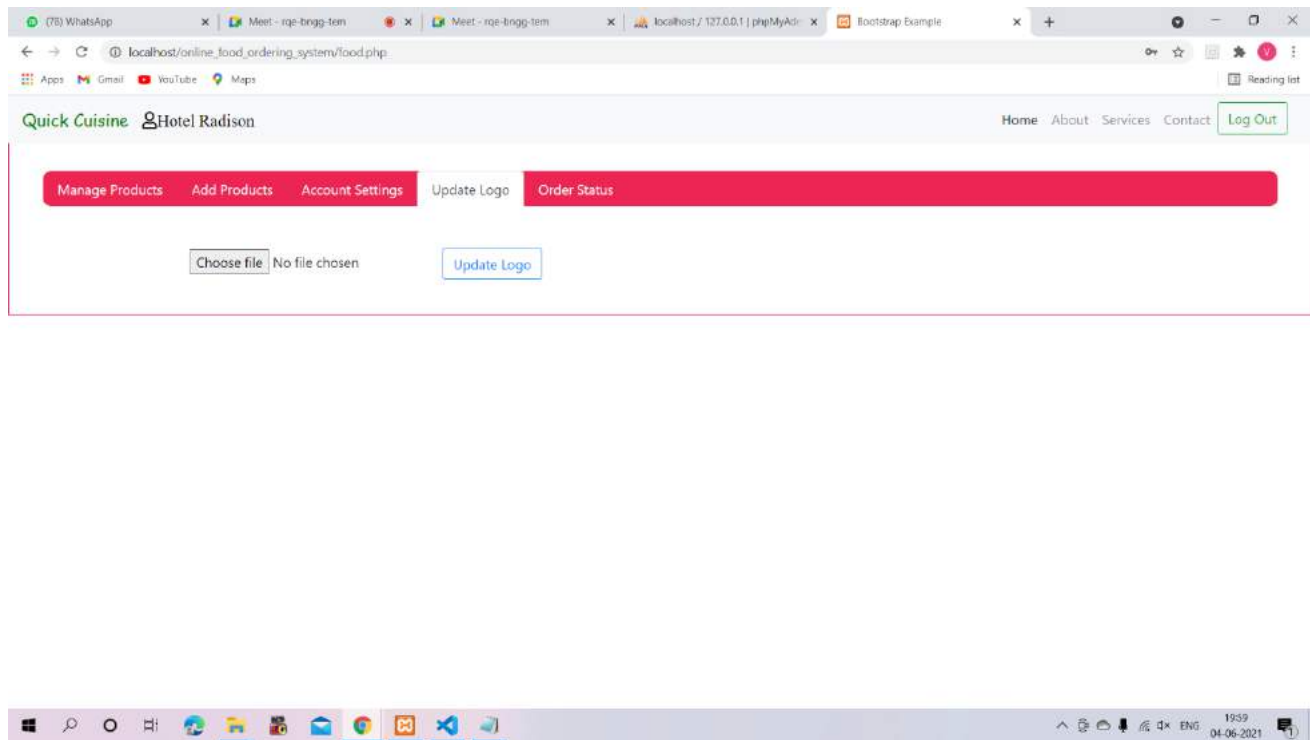 (78) WhatsApp Meet - rqe-bngg-tem Meet - rqe-bngg-tem localhost / 127.0.0.1 | phpMyAdm Bootstrap Example
localhost/online_food_ordering_system/food.php
Apps Gmail YouTube Maps Reading list
Quick Cuisine Hotel Radison Home About Services Contact Log Out
Manage Products Add Products Account Settings Update Logo Order Status
Choose file No file chosen Update Logo
ENG 19:59
04-06-2021